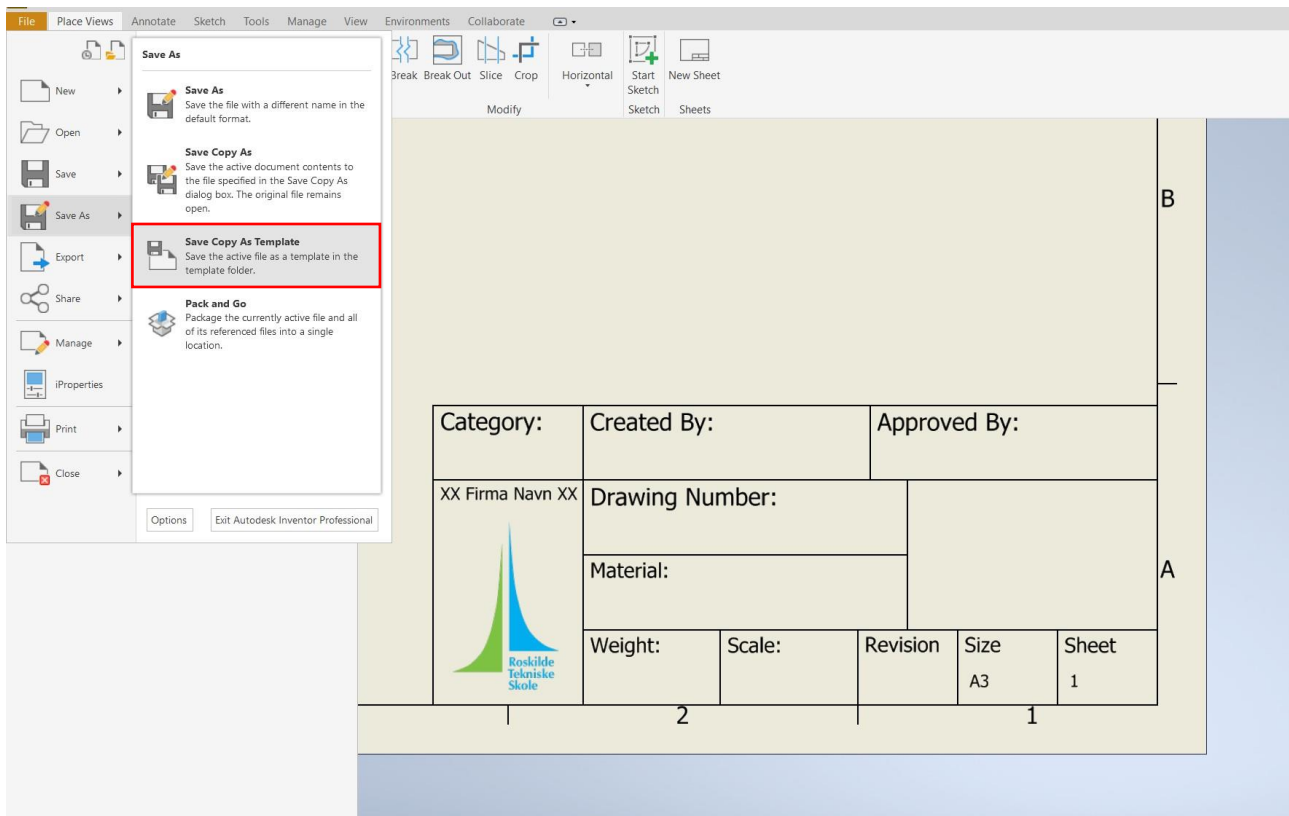 File Place Views Annotate Sketch Tools Manage View Environments Collaborate
Save As
New
Open
Save
Save As
Export
Share
Manage
iProperties
Print
Close
Save As
Save the file with a different name in the
default format.
Save Copy As
Save the active document contents to
the file specified in the Save Copy As
dialog box. The original file remains
open.
Save Copy As Template
Save the active file as a template in the
template folder.
Pack and Go
Package the currently active file and all
of its referenced files into a single
location.
Options Exit Autodesk Inventor Professional
Break Break Out Slice Crop Horizontal Start Sketch New Sheet
Modify Sketch Sheets
B
Category: Created By: Approved By:
XX Firma Navn XX Drawing Number:
Material:
A
Weight: Scale: Revision Size Sheet
A3 1
Roskilde
Tekniske
Skole
2 1